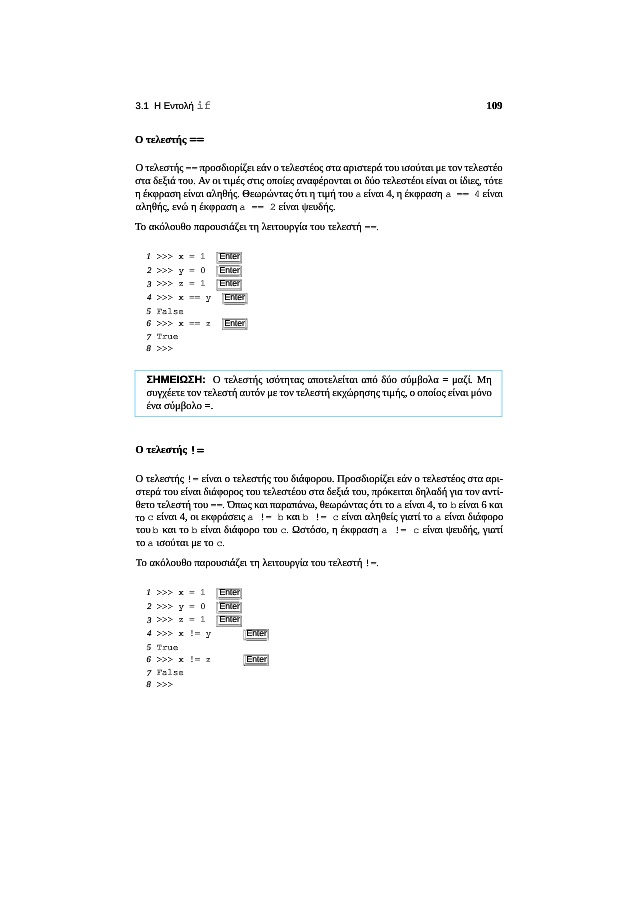 3.1 Η Εντολή if 109
Ο τελεστής ==
Ο τελεστής == προσδιορίζει εάν ο τελεστέος στα αριστερά του ισούται με τον τελεστέο
στα δεξιά του. Αν οι τιμές στις οποίες αναφέρονται οι δύο τελεστέοι είναι οι ίδιες, τότε
η έκφραση είναι αληθής. Θεωρώντας ότι η τιμή του a είναι 4, η έκφραση a == 4 είναι
αληθής, ενώ η έκφραση a == 2 είναι ψευδής.
Το ακόλουθο παρουσιάζει τη λειτουργία του τελεστή ==.
1 >>> x = 1 Enter
2 >>> y = 0 Enter
3 >>> z = 1 Enter
4 >>> x == y Enter
5 False
6 >>> x == z Enter
7 True
8 >>>
ΣΗΜΕΙΩΣΗ: Ο τελεστής ισότητας αποτελείται από δύο σύμβολα = μαζί. Μη
συγχέετε τον τελεστή αυτόν με τον τελεστή εκχώρησης τιμής, ο οποίος είναι μόνο
ένα σύμβολο =.
Ο τελεστής !=
Ο τελεστής != είναι ο τελεστής του διάφορου. Προσδιορίζει εάν ο τελεστέος στα αρι-
στερά του είναι διάφορος του τελεστέου στα δεξιά του, πρόκειται δηλαδή για τον αντί-
θετο τελεστή του ==. Όπως και παραπάνω, θεωρώντας ότι το a είναι 4, το b είναι 6 και
το c είναι 4, οι εκφράσεις a != b και b != c είναι αληθείς γιατί το a είναι διάφορο
του b και το b είναι διάφορο του c. Ωστόσο, η έκφραση a != c είναι ψευδής, γιατί
το a ισούται με το c.
Το ακόλουθο παρουσιάζει τη λειτουργία του τελεστή !=.
1 >>> x = 1 Enter
2 >>> y = 0 Enter
3 >>> z = 1 Enter
4 >>> x != y Enter
5 True
6 >>> x != z Enter
7 False
8 >>>